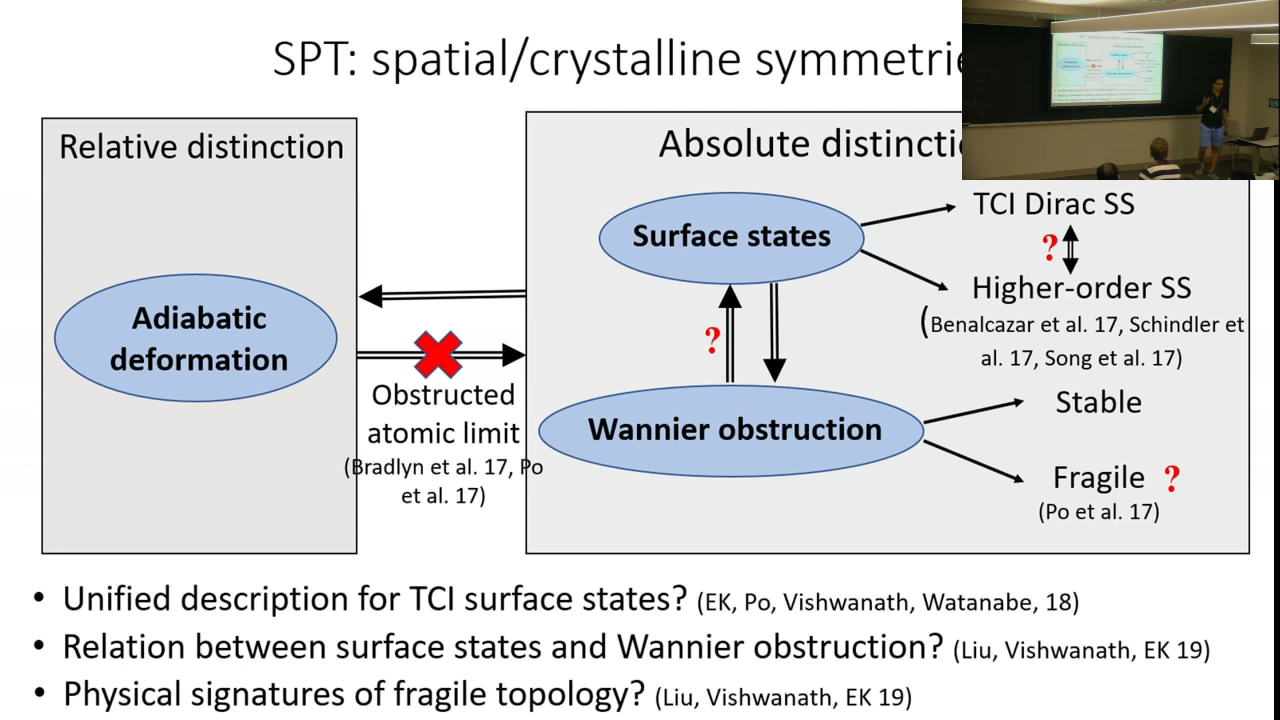 SPT: spatial/crystalline symmetrie
Relative distinction
Absolute distinctio
Adiabatic
deformation
Obstructed
atomic limit
(Bradlyn et al. 17, Po
et al. 17)
Surface states
?
Wannier obstruction
TCI Dirac SS
?
Higher-order SS
(Benalcazar et al. 17, Schindler et
al. 17, Song et al. 17)
Stable
Fragile ?
(Po et al. 17)
• Unified description for TCI surface states? (EK, Po, Vishwanath, Watanabe, 18)
• Relation between surface states and Wannier obstruction? (Liu, Vishwanath, EK 19)
• Physical signatures of fragile topology? (Liu, Vishwanath, EK 19)